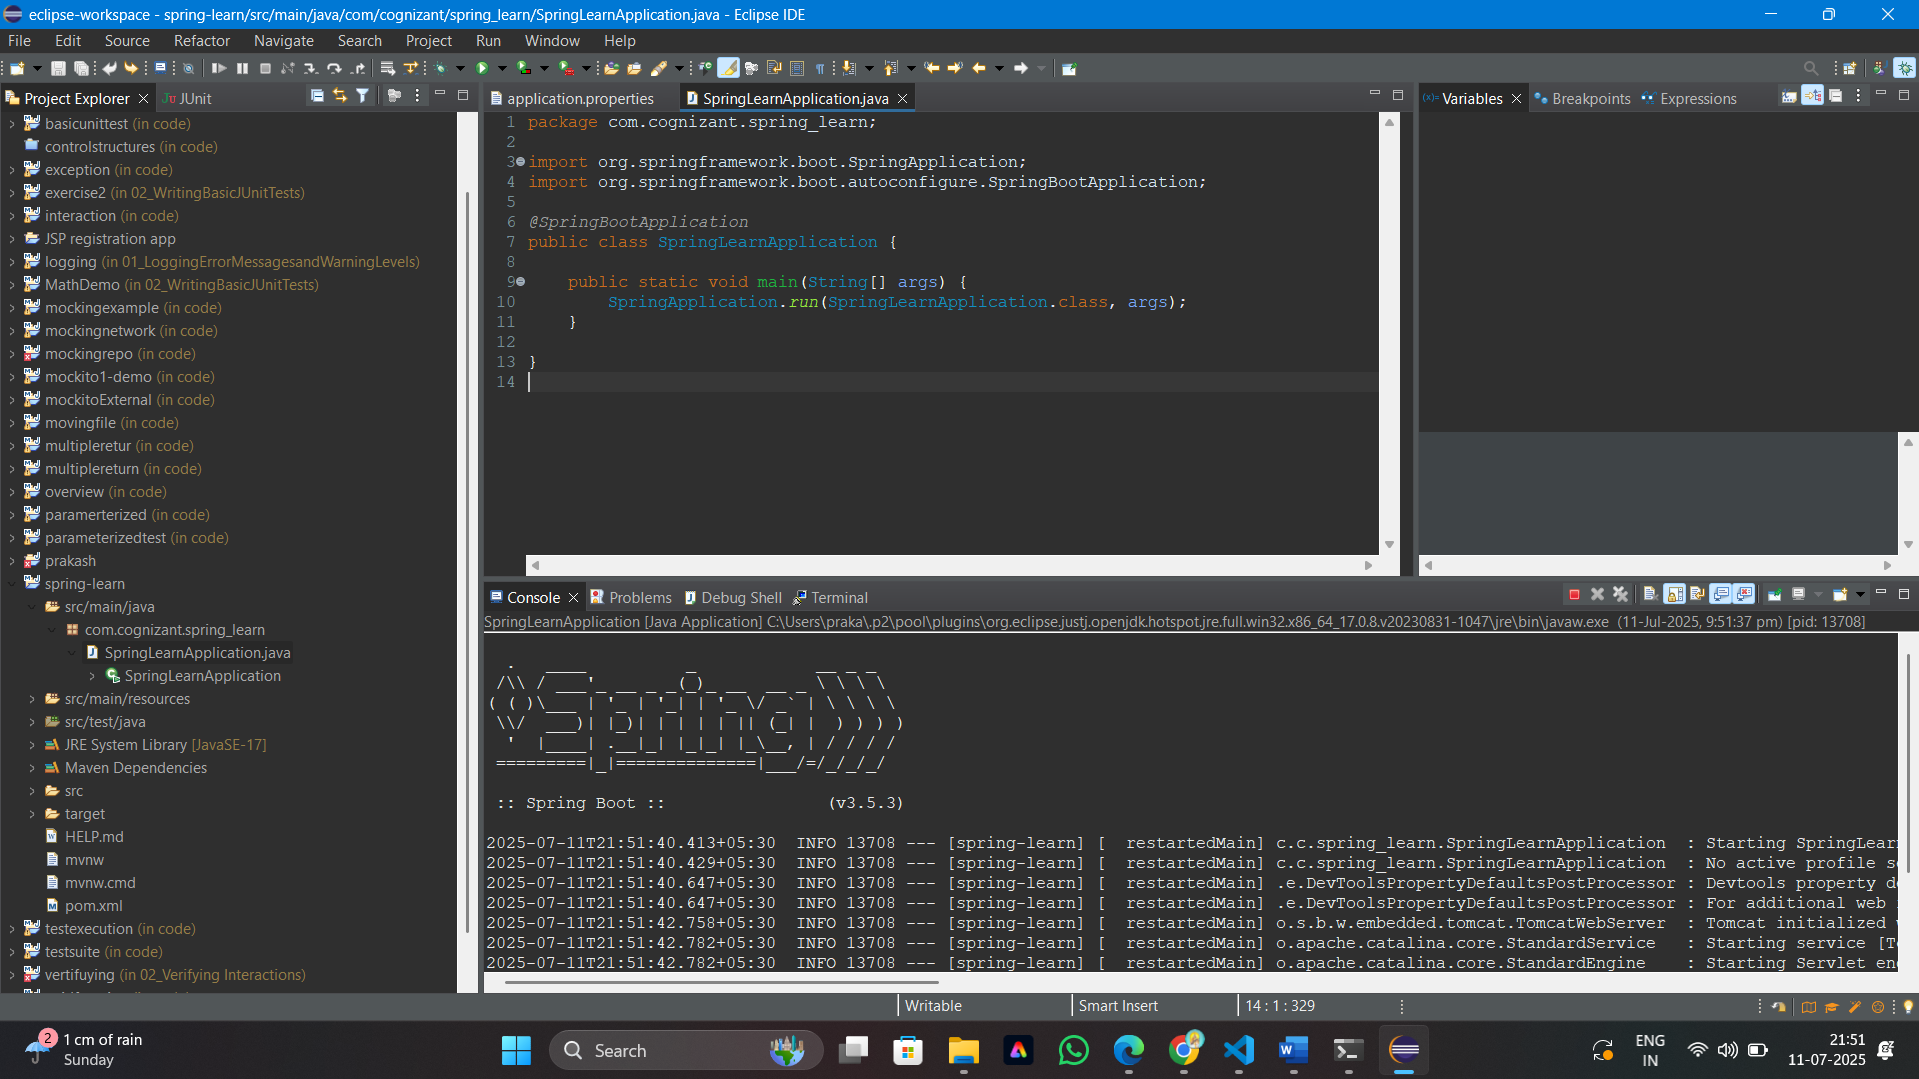 eclipse-workspace - spring-learn/src/main/java/com/cognizant/spring_learn/SpringLearnApplication.java - Eclipse IDE
File Edit Source Refactor Navigate Search Project Run Window Help
Project Explorer JUnit
basicunittest (in code)
controlstructures (in code)
exception (in code)
exercise2 (in 02_WritingBasicJUnitTests)
interaction (in code)
JSP registration app
logging (in 01_LoggingErrorMessagesandWarningLevels)
MathDemo (in 02_WritingBasicJUnitTests)
mockingexample (in code)
mockingnetwork (in code)
mockingrepo (in code)
mockito1-demo (in code)
mockitoExternal (in code)
movingfile (in code)
multipleretur (in code)
multiplereturn (in code)
overview (in code)
paramerterized (in code)
parameterizedtest (in code)
prakash
spring-learn
src/main/java
com.cognizant.spring_learn
SpringLearnApplication.java
SpringLearnApplication
src/main/resources
src/test/java
JRE System Library [JavaSE-17]
Maven Dependencies
src
target
HELP.md
mvnw
mvnw.cmd
pom.xml
testexecution (in code)
testsuite (in code)
vertifuying (in 02_Verifying Interactions)
application.properties SpringLearnApplication.java
1 package com.cognizant.spring_learn;
2
3 import org.springframework.boot.SpringApplication;
4 import org.springframework.boot.autoconfigure.SpringBootApplication;
5
6 @SpringBootApplication
7 public class SpringLearnApplication {
8
9 public static void main(String[] args) {
10 SpringApplication.run(SpringLearnApplication.class, args);
11 }
12
13 }
14
Variables Breakpoints Expressions
Console Problems Debug Shell Terminal
SpringLearnApplication [Java Application] C:\Users\praka\.p2\pool\plugins\org.eclipse.justj.openjdk.hotspot.jre.full.win32.x86_64_17.0.8.v20230831-1047\jre\bin\javaw.exe (11-Jul-2025, 9:51:37 pm) [pid: 13708]
Spring
:: Spring Boot :: (v3.5.3)
2025-07-11T21:51:40.413+05:30 INFO 13708 --- [spring-learn] [ restartedMain] c.c.spring_learn.SpringLearnApplication : Starting SpringLearn
2025-07-11T21:51:40.429+05:30 INFO 13708 --- [spring-learn] [ restartedMain] c.c.spring_learn.SpringLearnApplication : No active profile s
2025-07-11T21:51:40.647+05:30 INFO 13708 --- [spring-learn] [ restartedMain] .e.DevToolsPropertyDefaultsPostProcessor : Devtools property d
2025-07-11T21:51:40.647+05:30 INFO 13708 --- [spring-learn] [ restartedMain] .e.DevToolsPropertyDefaultsPostProcessor : For additional web
2025-07-11T21:51:42.758+05:30 INFO 13708 --- [spring-learn] [ restartedMain] o.s.b.w.embedded.tomcat.TomcatWebServer : Tomcat initialized
2025-07-11T21:51:42.782+05:30 INFO 13708 --- [spring-learn] [ restartedMain] o.apache.catalina.core.StandardService : Starting service [T
2025-07-11T21:51:42.782+05:30 INFO 13708 --- [spring-learn] [ restartedMain] o.apache.catalina.core.StandardEngine : Starting Servlet en
Writable Smart Insert 14 : 1 : 329
2
1 cm of rain
Sunday
Search
ENG
IN
21:51
11-07-2025